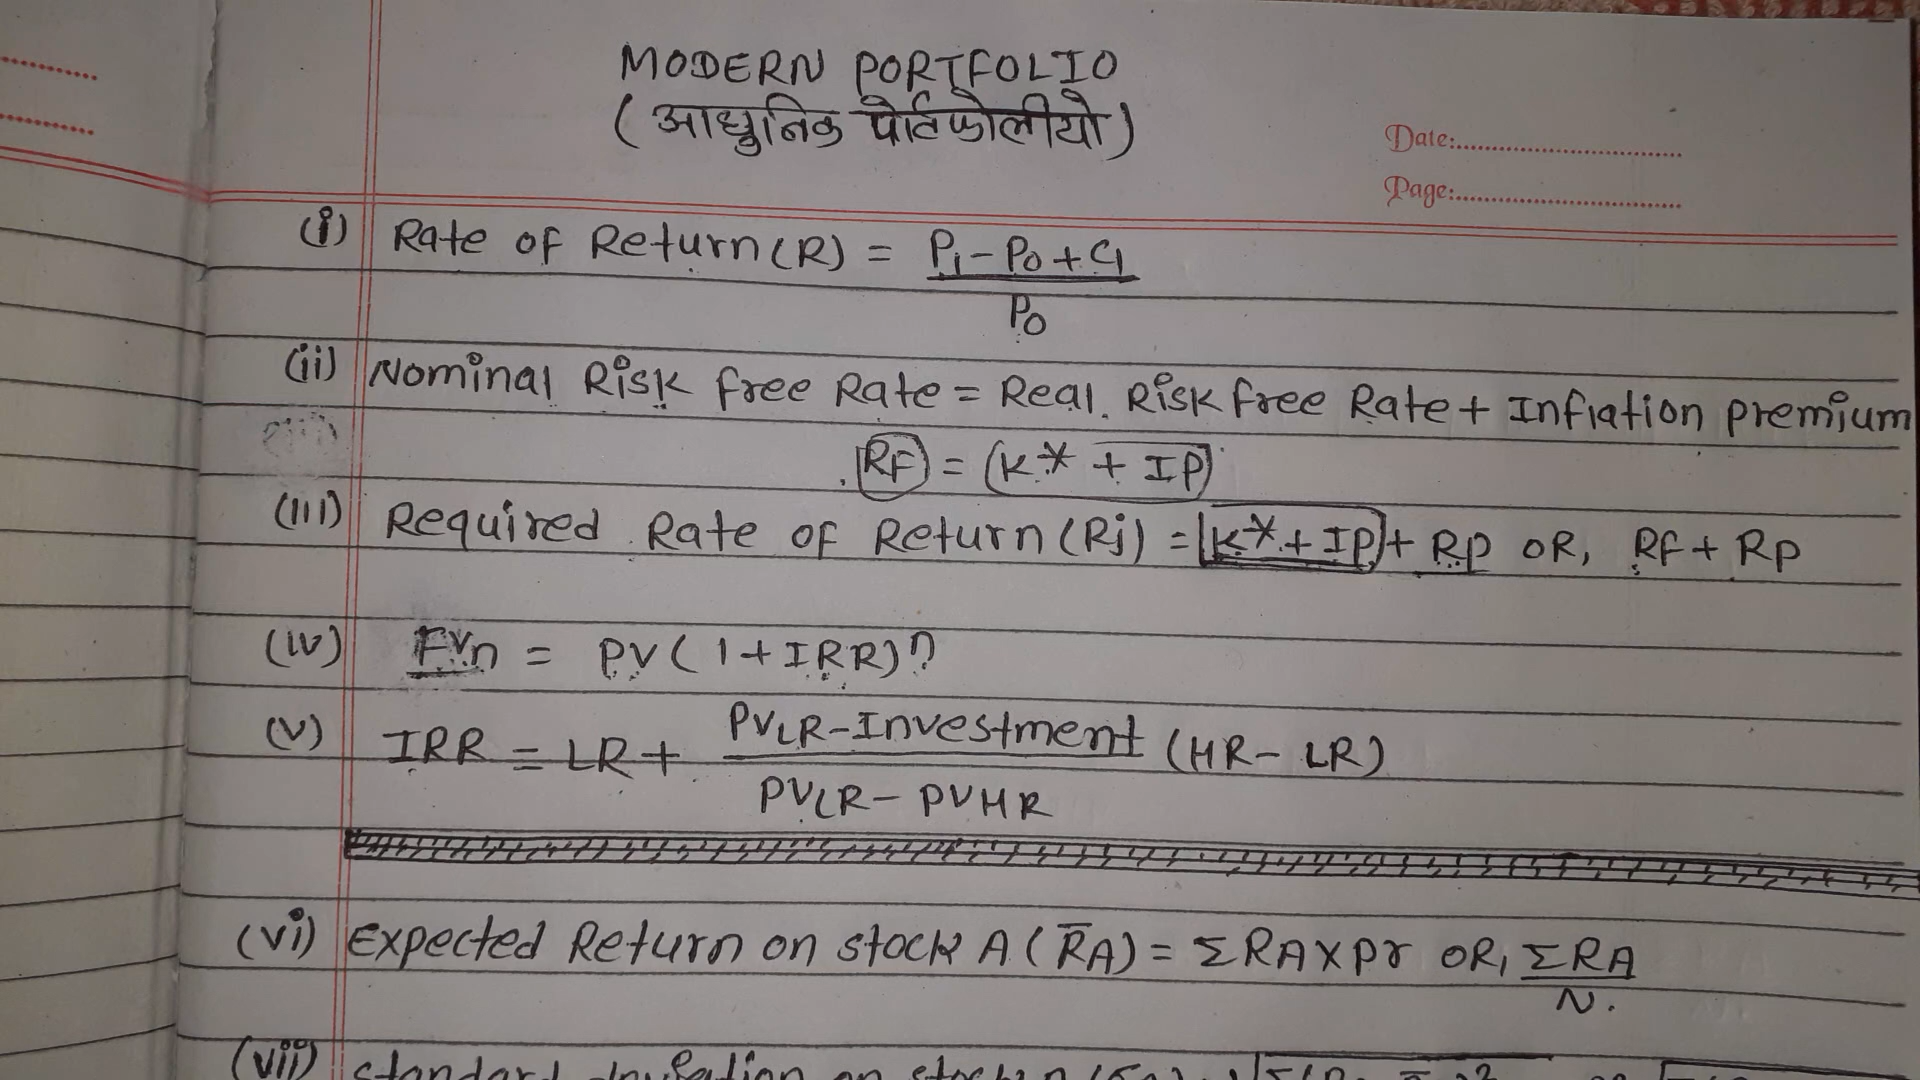 MODERN PORTFOLIO
(आधुनिक पोर्टफोलीयो)
Date:
Page:
(i) Rate of Return (R) = P1 - P0 + C1
P0
(ii) Nominal Risk free Rate = Real Risk free Rate + Inflation premium
RF = (K* + IP)
(iii) Required Rate of Return (Rj) = K* + IP + RP OR, RF + RP
(iv) FVn = PV(1+IRR)n
(v) IRR = LR + PVLR - Investment (HR - LR)
PVLR - PVHR
(vi) Expected Return on stock A (R̄A) = ΣRA x Pr OR, ΣRA
N.
(vii) standard